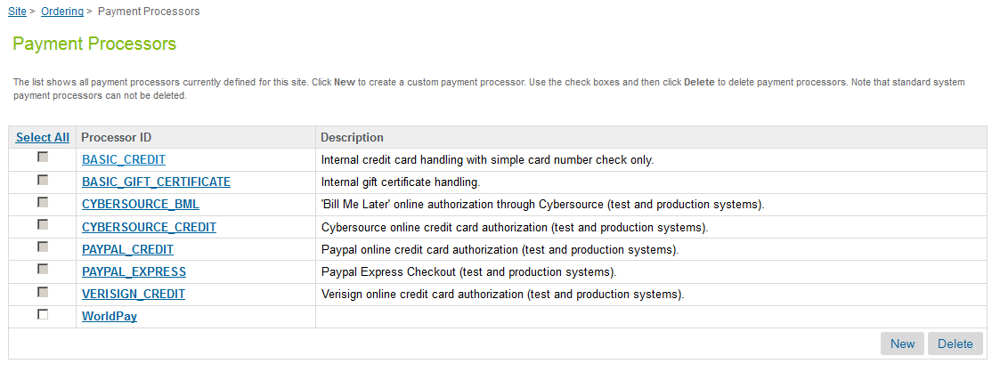 Site > Ordering > Payment Processors
Payment Processors
The list shows all payment processors currently defined for this site. Click New to create a custom payment processor. Use the check boxes and then click Delete to delete payment processors. Note that standard system
payment processors can not be deleted.
Select All Processor ID Description
BASIC_CREDIT Internal credit card handling with simple card number check only.
BASIC_GIFT_CERTIFICATE Internal gift certificate handling.
CYBERSOURCE_BML 'Bill Me Later' online authorization through Cybersource (test and production systems).
CYBERSOURCE_CREDIT Cybersource online credit card authorization (test and production systems).
PAYPAL_CREDIT Paypal online credit card authorization (test and production systems).
PAYPAL_EXPRESS Paypal Express Checkout (test and production systems).
VERISIGN_CREDIT Verisign online credit card authorization (test and production systems).
WorldPay
New Delete